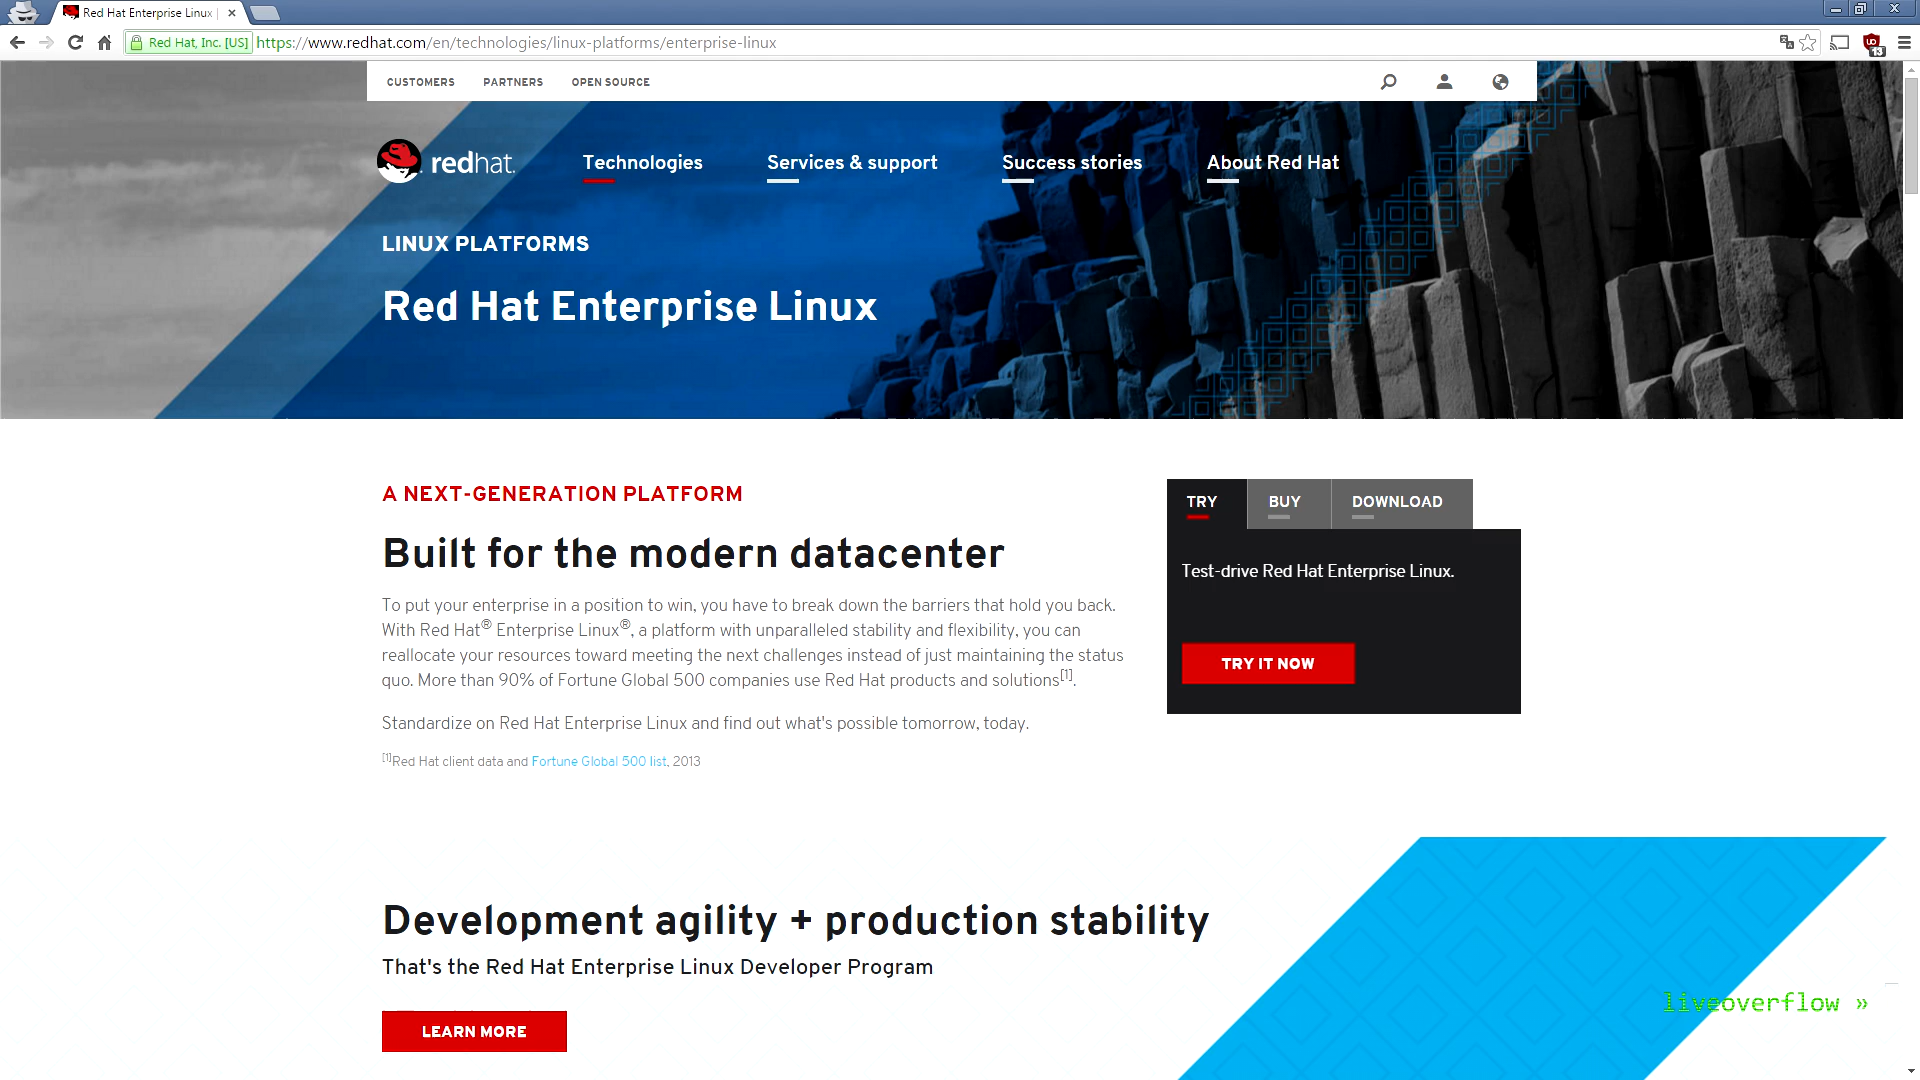 Red Hat Enterprise Linux |
Red Hat, Inc. [US] https://www.redhat.com/en/technologies/linux-platforms/enterprise-linux
13
CUSTOMERS PARTNERS OPEN SOURCE
redhat. Technologies Services & support Success stories About Red Hat
LINUX PLATFORMS
Red Hat Enterprise Linux
A NEXT-GENERATION PLATFORM
Built for the modern datacenter
To put your enterprise in a position to win, you have to break down the barriers that hold you back.
With Red Hat® Enterprise Linux®, a platform with unparalleled stability and flexibility, you can
reallocate your resources toward meeting the next challenges instead of just maintaining the status
quo. More than 90% of Fortune Global 500 companies use Red Hat products and solutions[1].
Standardize on Red Hat Enterprise Linux and find out what's possible tomorrow, today.
[1]Red Hat client data and Fortune Global 500 list, 2013
TRY BUY DOWNLOAD
Test-drive Red Hat Enterprise Linux.
TRY IT NOW
Development agility + production stability
That's the Red Hat Enterprise Linux Developer Program
LEARN MORE
liveoverflow »